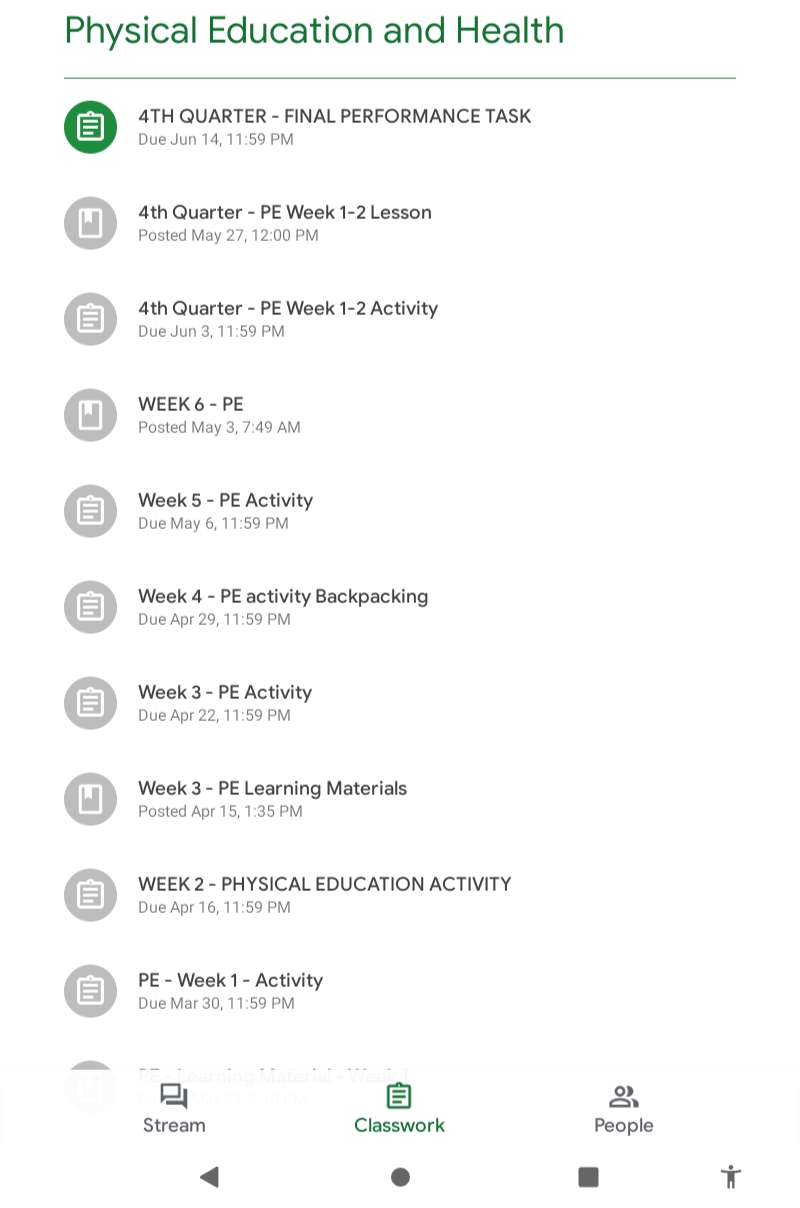 Physical Education and Health
4TH QUARTER - FINAL PERFORMANCE TASK
Due Jun 14, 11:59 PM
4th Quarter - PE Week 1-2 Lesson
Posted May 27, 12:00 PM
4th Quarter - PE Week 1-2 Activity
Due Jun 3, 11:59 PM
WEEK 6 - PE
Posted May 3, 7:49 AM
Week 5 - PE Activity
Due May 6, 11:59 PM
Week 4 - PE activity Backpacking
Due Apr 29, 11:59 PM
Week 3 - PE Activity
Due Apr 22, 11:59 PM
Week 3 - PE Learning Materials
Posted Apr 15, 1:35 PM
WEEK 2 - PHYSICAL EDUCATION ACTIVITY
Due Apr 16, 11:59 PM
PE - Week 1 - Activity
Due Mar 30, 11:59 PM
PE - Learning Material - Week 1
Stream
Classwork
People